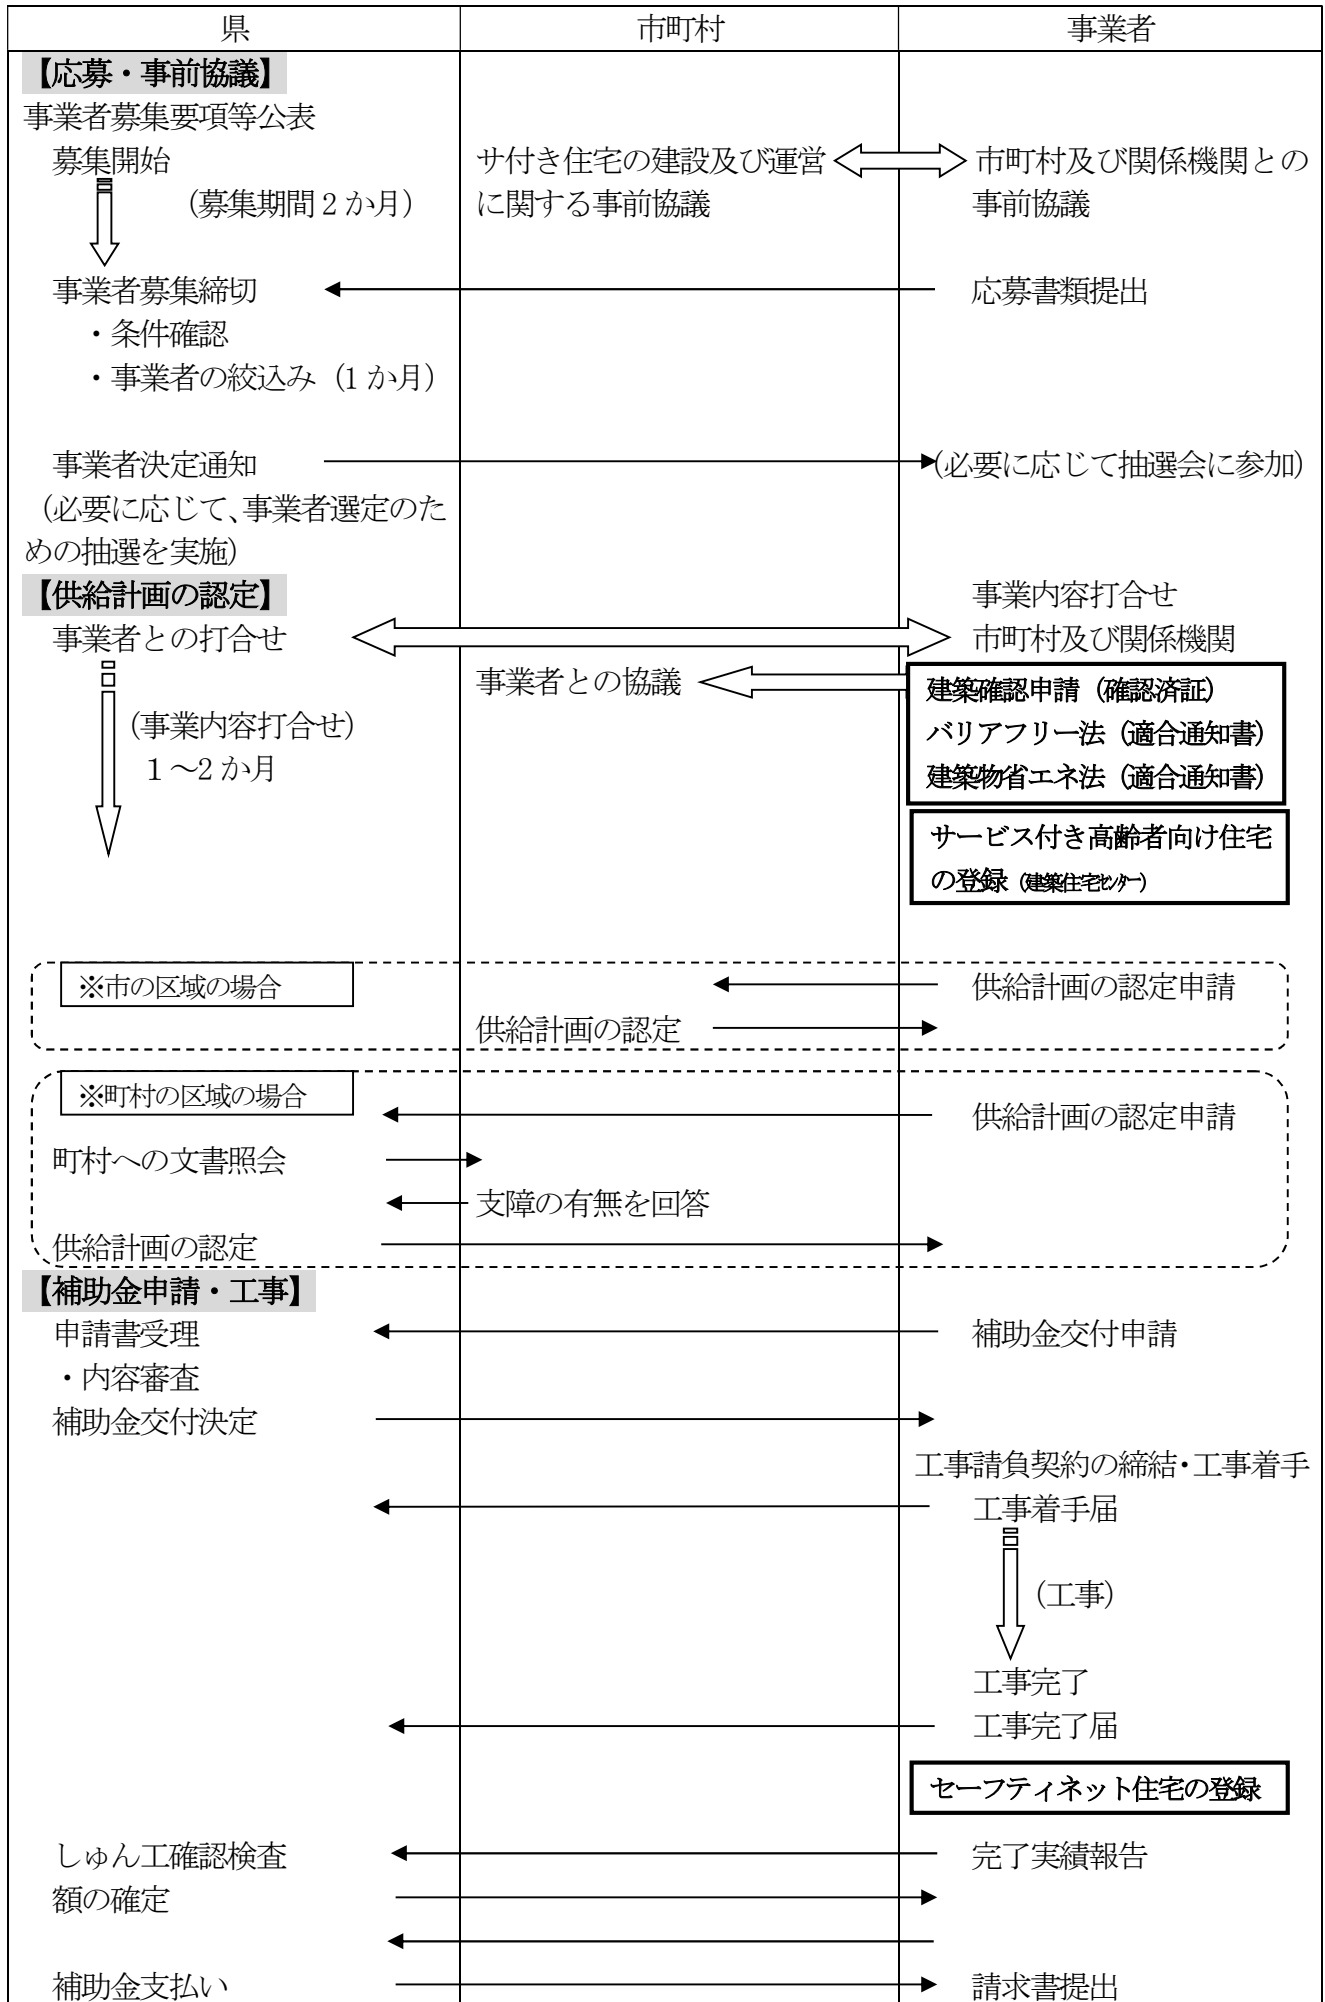 県 市町村 事業者
【応募・事前協議】
事業者募集要項等公表
募集開始 サ付き住宅の建設及び運営 市町村及び関係機関との
（募集期間２か月） に関する事前協議 事前協議
事業者募集締切 応募書類提出
・条件確認
・事業者の絞込み（1 か月）
事業者決定通知 （必要に応じて抽選会に参加）
（必要に応じて、事業者選定のた
めの抽選を実施）
【供給計画の認定】 事業内容打合せ
事業者との打合せ 市町村及び関係機関
事業者との協議 建築確認申請（確認済証）
（事業内容打合せ） バリアフリー法（適合通知書）
１～2 か月 建築物省エネ法（適合通知書）
サービス付き高齢者向け住宅
の登録（建築住宅ｾﾝﾀｰ）
※市の区域の場合 供給計画の認定申請
供給計画の認定
※町村の区域の場合 供給計画の認定申請
町村への文書照会
支障の有無を回答
供給計画の認定
【補助金申請・工事】
申請書受理 補助金交付申請
・内容審査
補助金交付決定
工事請負契約の締結・工事着手
工事着手届
（工事）
工事完了
工事完了届
セーフティネット住宅の登録
しゅん工確認検査 完了実績報告
額の確定
補助金支払い 請求書提出